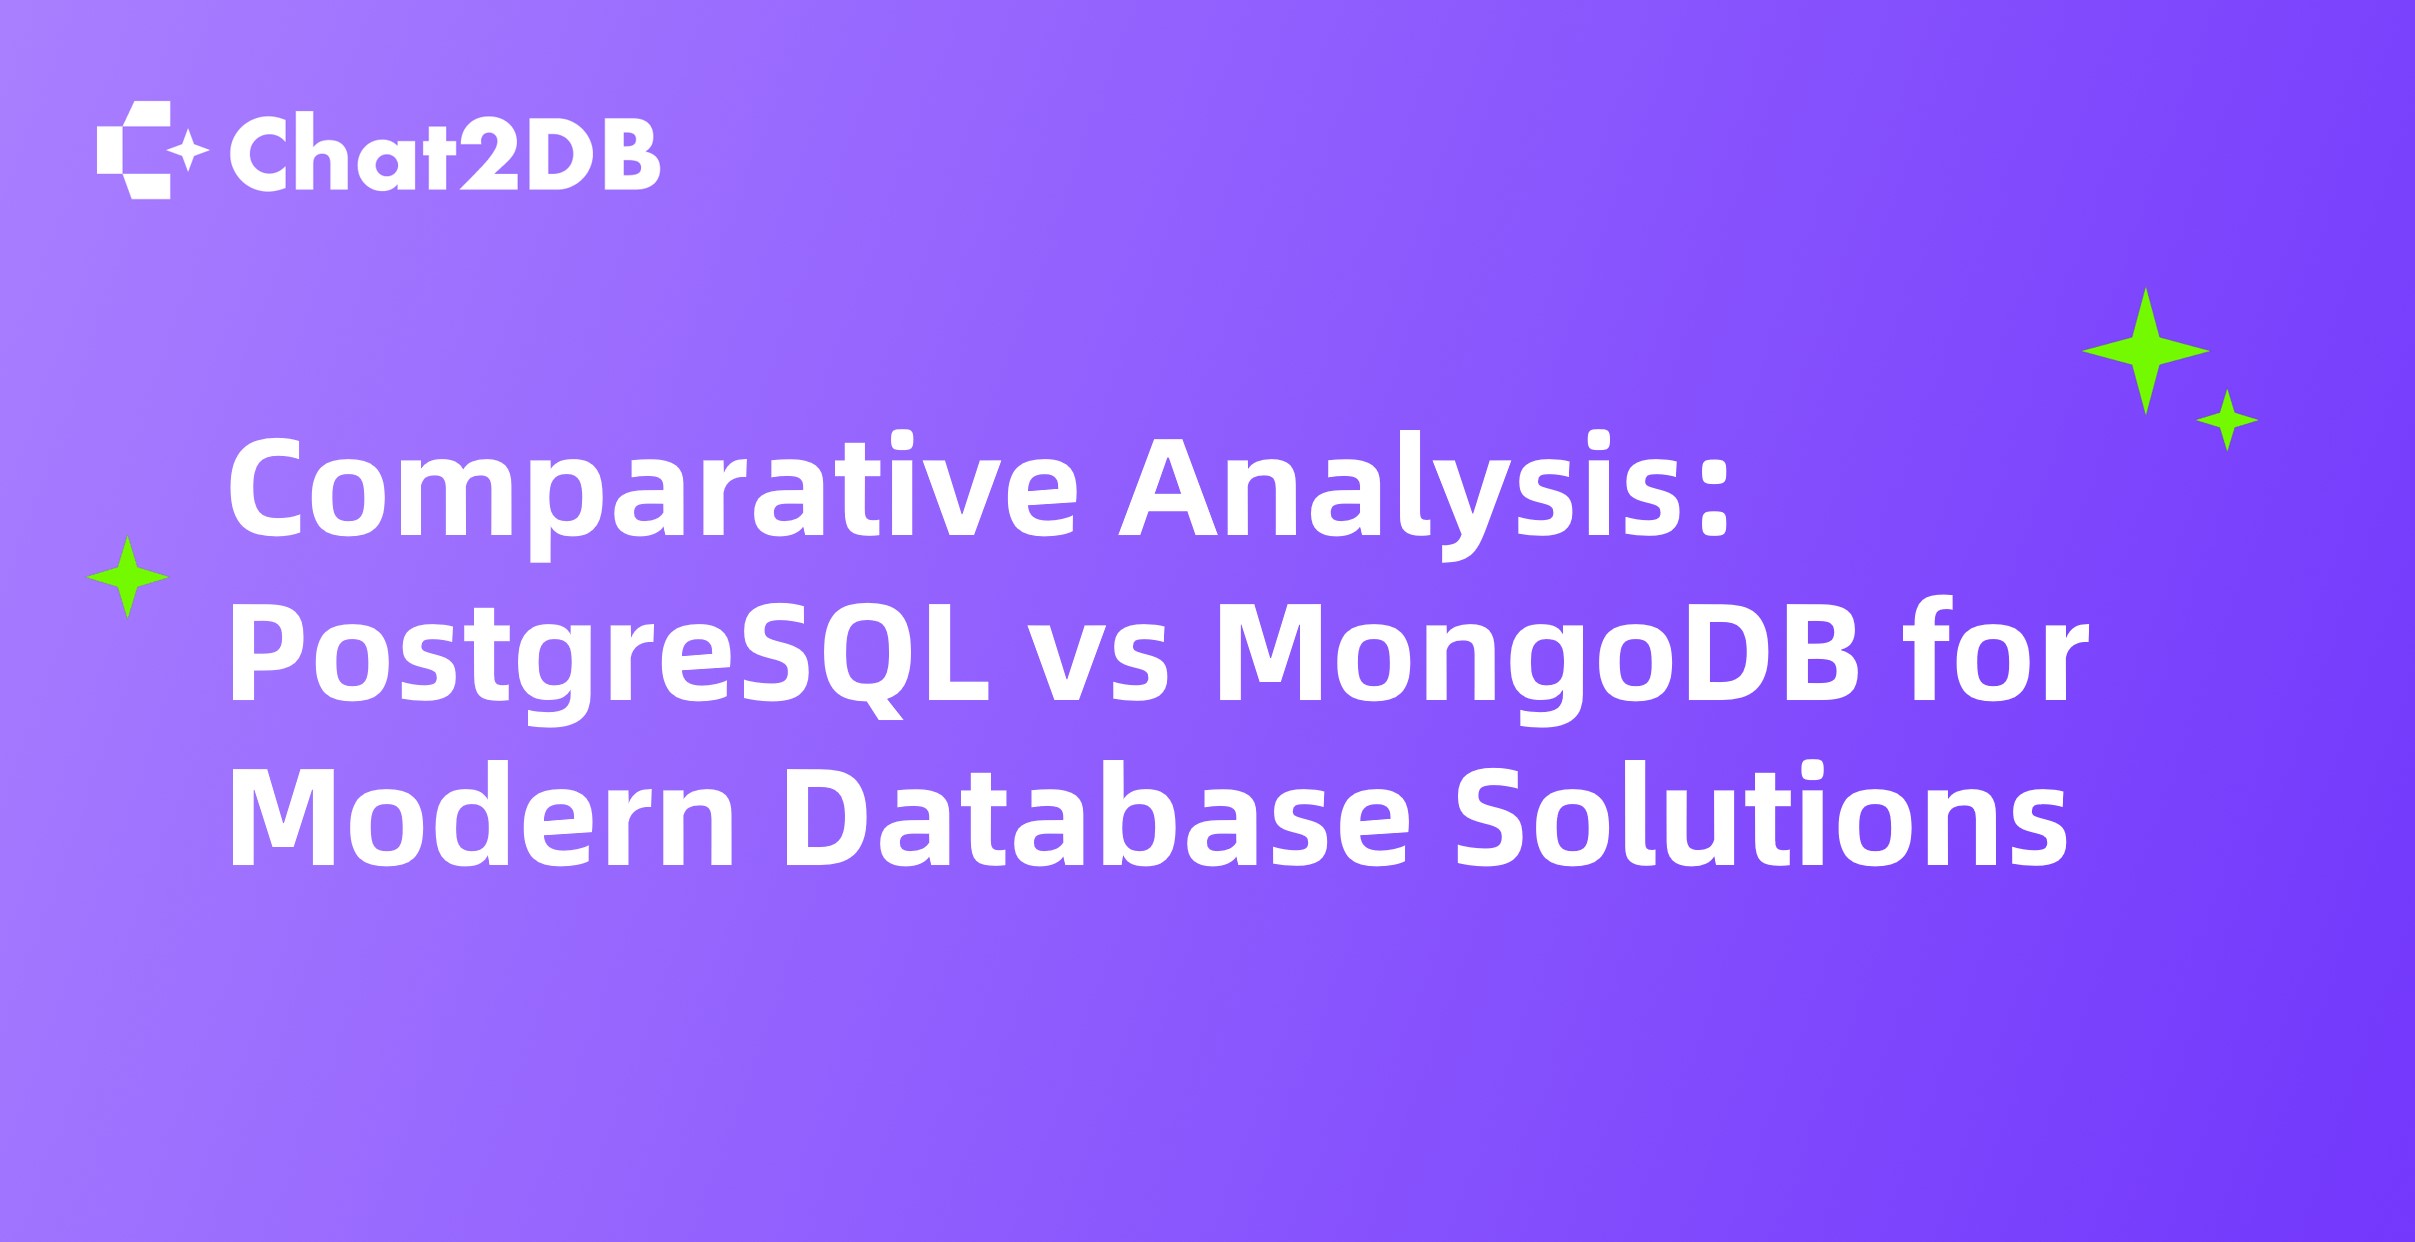 Chat2DB
Comparative Analysis:
PostgreSQL vs MongoDB for
Modern Database Solutions